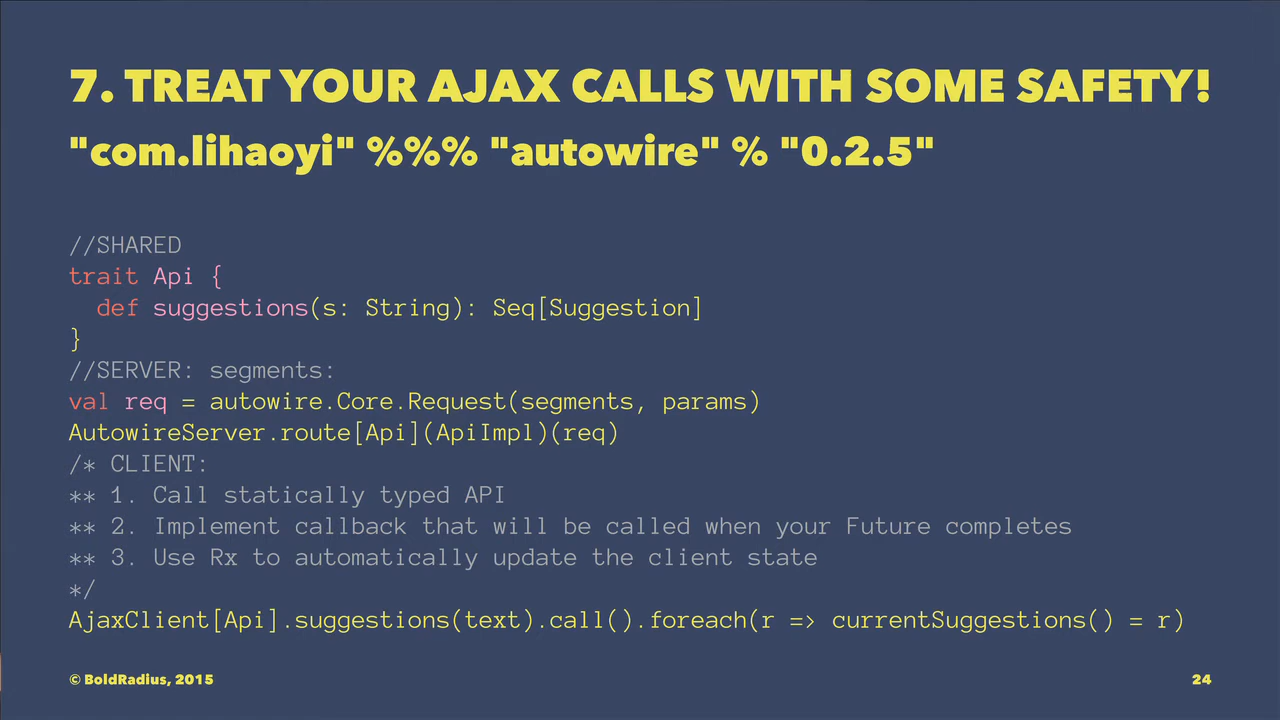 7. TREAT YOUR AJAX CALLS WITH SOME SAFETY!
"com.lihaoyi" %%% "autowire" % "0.2.5"
//SHARED
trait Api {
  def suggestions(s: String): Seq[Suggestion]
}
//SERVER: segments:
val req = autowire.Core.Request(segments, params)
AutowireServer.route[Api](ApiImpl)(req)
/* CLIENT:
** 1. Call statically typed API
** 2. Implement callback that will be called when your Future completes
** 3. Use Rx to automatically update the client state
*/
AjaxClient[Api].suggestions(text).call().foreach(r => currentSuggestions() = r)
© BoldRadius, 2015
24